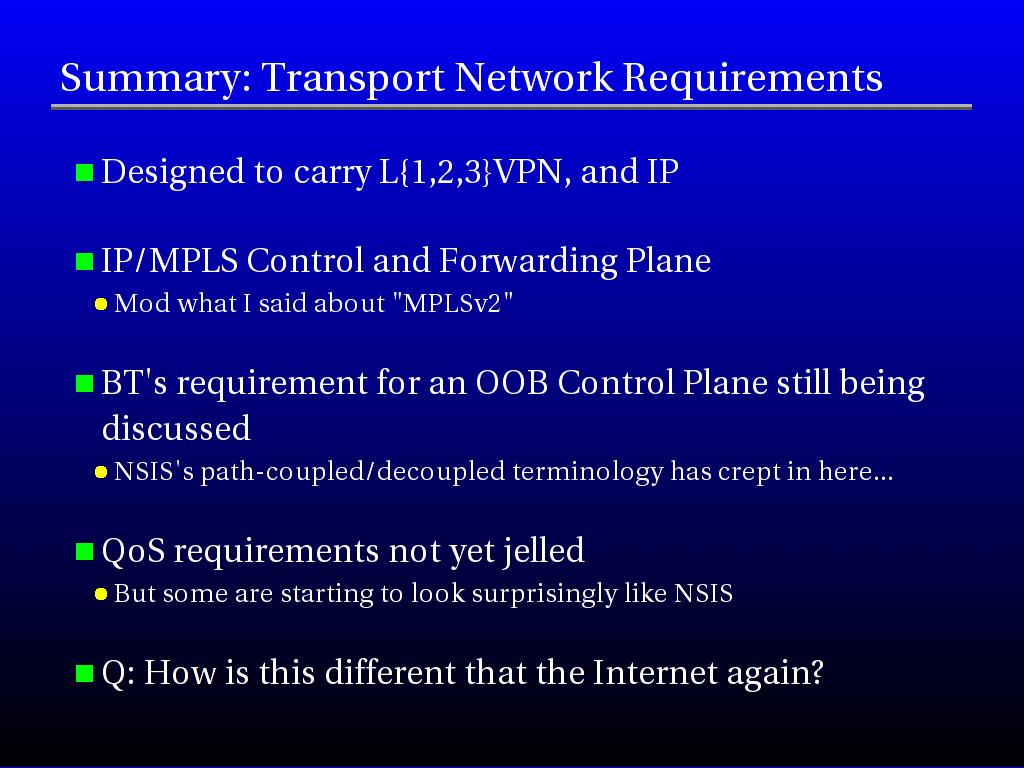 Summary: Transport Network Requirements
Designed to carry L{1,2,3}VPN, and IP
IP/MPLS Control and Forwarding Plane
Mod what I said about "MPLSv2"
BT's requirement for an OOB Control Plane still being
discussed
NSIS's path-coupled/decoupled terminology has crept in here...
QoS requirements not yet jelled
But some are starting to look surprisingly like NSIS
Q: How is this different that the Internet again?